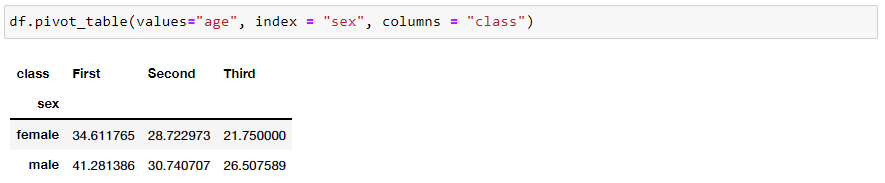 df.pivot_table(values="age", index = "sex", columns = "class")
class First Second Third
sex
female 34.611765 28.722973 21.750000
male 41.281386 30.740707 26.507589